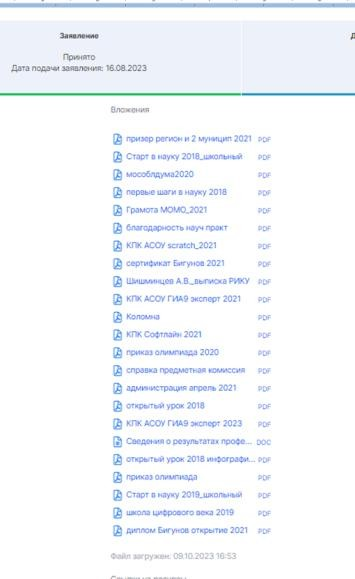 Заявление
Принято
Дата подачи заявления: 16.08.2023
Вложения
призер регион и 2 муницип 2021 PDF
Старт в науку 2018_школьный PDF
мособлдума2020 PDF
первые шаги в науку 2018 PDF
Грамота МОМО_2021 PDF
благодарность науч практ PDF
КПК АСОУ scratch_2021 PDF
сертификат Бигунов 2021 PDF
Шишминцев А.В._выписка РИКУ PDF
КПК АСОУ ГИА9 эксперт 2021 PDF
Коломна PDF
КПК Софтлайн 2021 PDF
приказ олимпиада 2020 PDF
справка предметная комиссия PDF
администрация апрель 2021 PDF
открытый урок 2018 PDF
КПК АСОУ ГИА9 эксперт 2023 PDF
Сведения о результатах профе... DOC
открытый урок 2018 инфографи... PDF
приказ олимпиада PDF
Старт в науку 2019_школьный PDF
школа цифрового века 2019 PDF
диплом Бигунов открытие 2021 PDF
Файл загружен: 09.10.2023 16:53